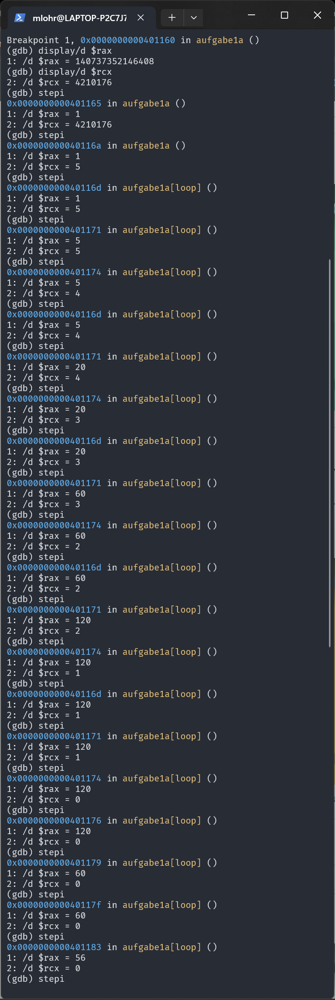 mlohr@LAPTOP-P2C7J7
Breakpoint 1, 0x0000000000401160 in aufgabe1a ()
(gdb) display/d $rax
1: /d $rax = 140737352146408
(gdb) display/d $rcx
2: /d $rcx = 4210176
(gdb) stepi
0x0000000000401165 in aufgabe1a ()
1: /d $rax = 1
2: /d $rcx = 4210176
(gdb) stepi
0x000000000040116a in aufgabe1a ()
1: /d $rax = 1
2: /d $rcx = 5
(gdb) stepi
0x000000000040116d in aufgabe1a[loop] ()
1: /d $rax = 1
2: /d $rcx = 5
(gdb) stepi
0x0000000000401171 in aufgabe1a[loop] ()
1: /d $rax = 5
2: /d $rcx = 5
(gdb) stepi
0x0000000000401174 in aufgabe1a[loop] ()
1: /d $rax = 5
2: /d $rcx = 4
(gdb) stepi
0x000000000040116d in aufgabe1a[loop] ()
1: /d $rax = 5
2: /d $rcx = 4
(gdb) stepi
0x0000000000401171 in aufgabe1a[loop] ()
1: /d $rax = 20
2: /d $rcx = 4
(gdb) stepi
0x0000000000401174 in aufgabe1a[loop] ()
1: /d $rax = 20
2: /d $rcx = 3
(gdb) stepi
0x000000000040116d in aufgabe1a[loop] ()
1: /d $rax = 20
2: /d $rcx = 3
(gdb) stepi
0x0000000000401171 in aufgabe1a[loop] ()
1: /d $rax = 60
2: /d $rcx = 3
(gdb) stepi
0x0000000000401174 in aufgabe1a[loop] ()
1: /d $rax = 60
2: /d $rcx = 2
(gdb) stepi
0x000000000040116d in aufgabe1a[loop] ()
1: /d $rax = 60
2: /d $rcx = 2
(gdb) stepi
0x0000000000401171 in aufgabe1a[loop] ()
1: /d $rax = 120
2: /d $rcx = 2
(gdb) stepi
0x0000000000401174 in aufgabe1a[loop] ()
1: /d $rax = 120
2: /d $rcx = 1
(gdb) stepi
0x000000000040116d in aufgabe1a[loop] ()
1: /d $rax = 120
2: /d $rcx = 1
(gdb) stepi
0x0000000000401171 in aufgabe1a[loop] ()
1: /d $rax = 120
2: /d $rcx = 1
(gdb) stepi
0x0000000000401174 in aufgabe1a[loop] ()
1: /d $rax = 120
2: /d $rcx = 0
(gdb) stepi
0x0000000000401176 in aufgabe1a[loop] ()
1: /d $rax = 120
2: /d $rcx = 0
(gdb) stepi
0x0000000000401179 in aufgabe1a[loop] ()
1: /d $rax = 60
2: /d $rcx = 0
(gdb) stepi
0x000000000040117f in aufgabe1a[loop] ()
1: /d $rax = 60
2: /d $rcx = 0
(gdb) stepi
0x0000000000401183 in aufgabe1a[loop] ()
1: /d $rax = 56
2: /d $rcx = 0
(gdb) stepi